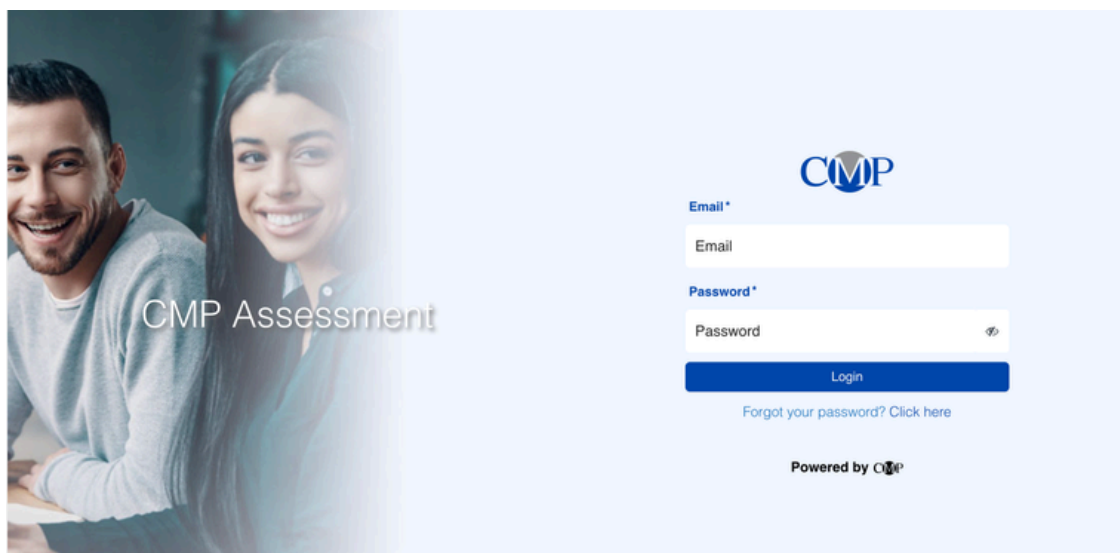 CMP Assessment
CMP
Email*
Email
Password*
Password
Login
Forgot your password? Click here
Powered by CMP